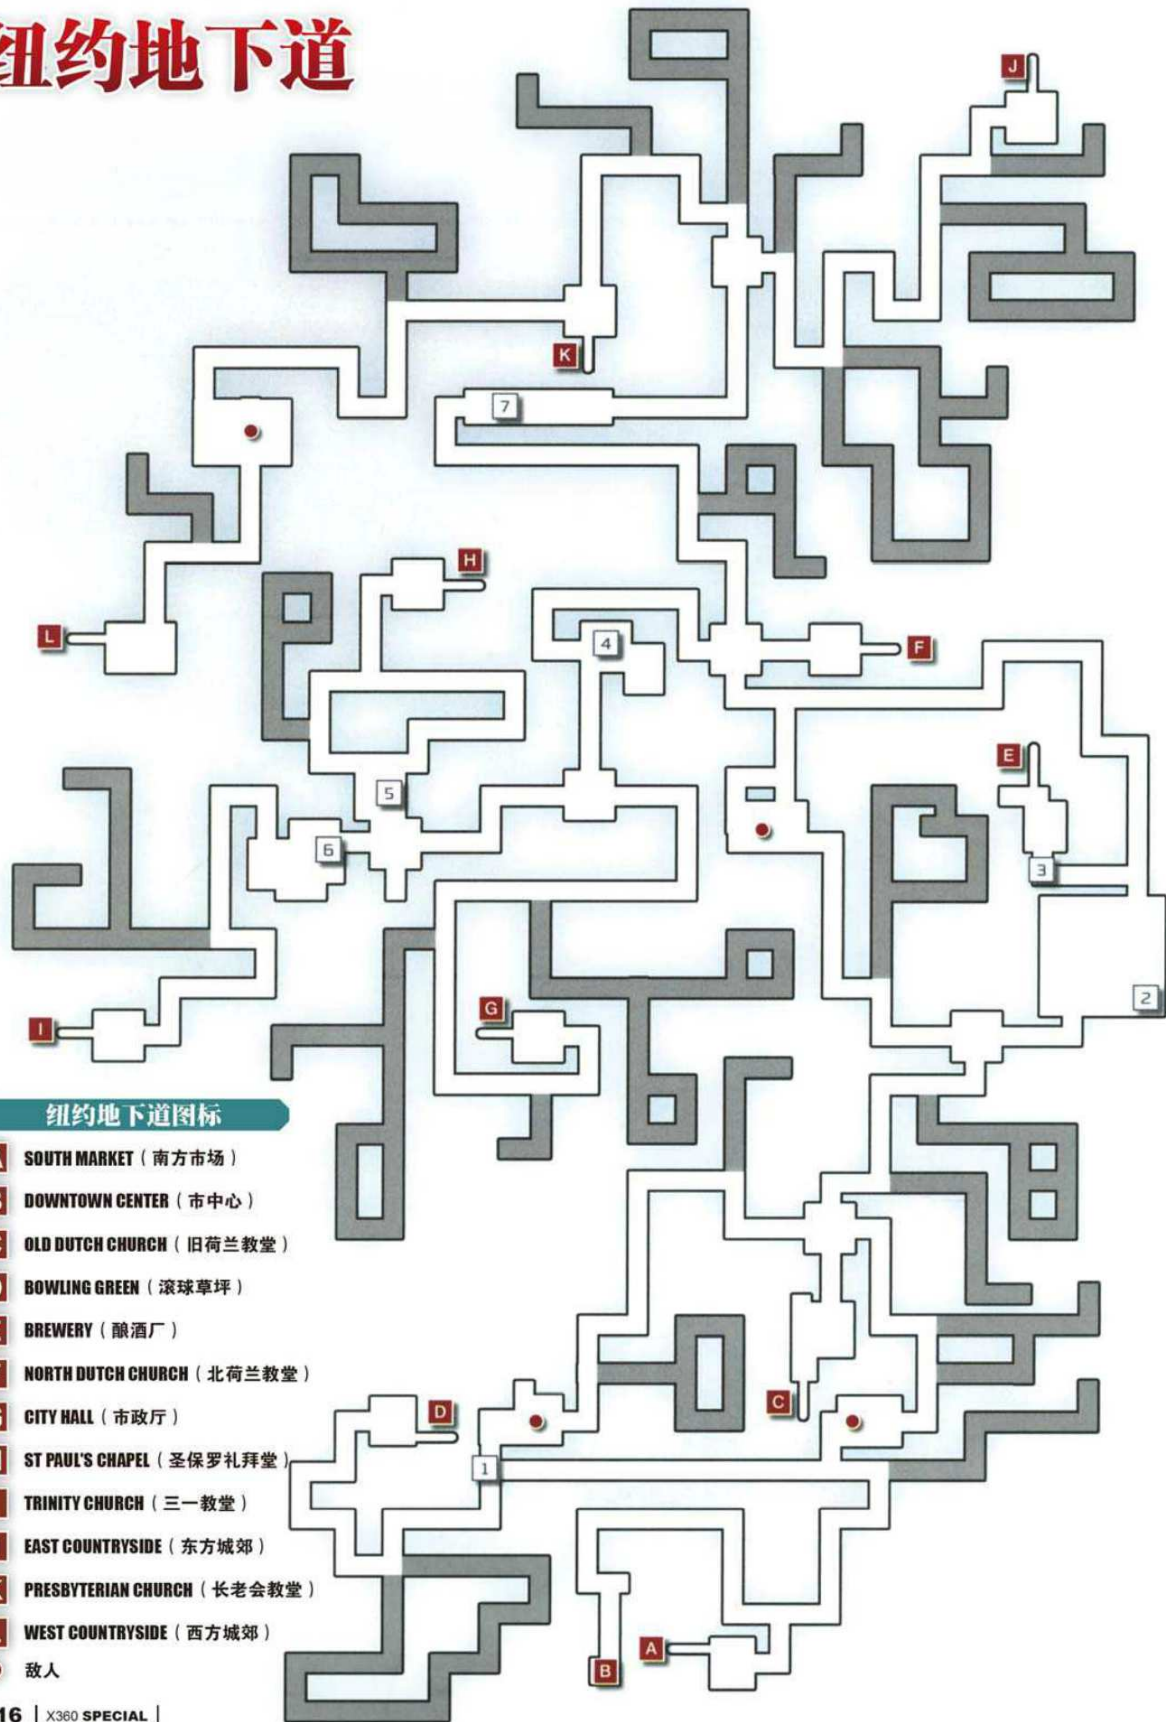 纽约地下道
J
K
7
H
L
4
F
E
5
6
3
2
G
I
纽约地下道图标
A SOUTH MARKET（南方市场）
B DOWNTOWN CENTER（市中心）
C OLD DUTCH CHURCH（旧荷兰教堂）
D BOWLING GREEN（滚球草坪）
BREWERY（酿酒厂）
NORTH DUTCH CHURCH（北荷兰教堂）
G CITY HALL（市政厅）
ST PAUL'S CHAPEL（圣保罗礼拜堂）
TRINITY CHURCH（三一教堂）
EAST COUNTRYSIDE（东方城郊）
PRESBYTERIAN CHURCH（长老会教堂）
WEST COUNTRYSIDE（西方城郊）
敌人
C
D
1
A
B
16 | X360 SPECIAL |